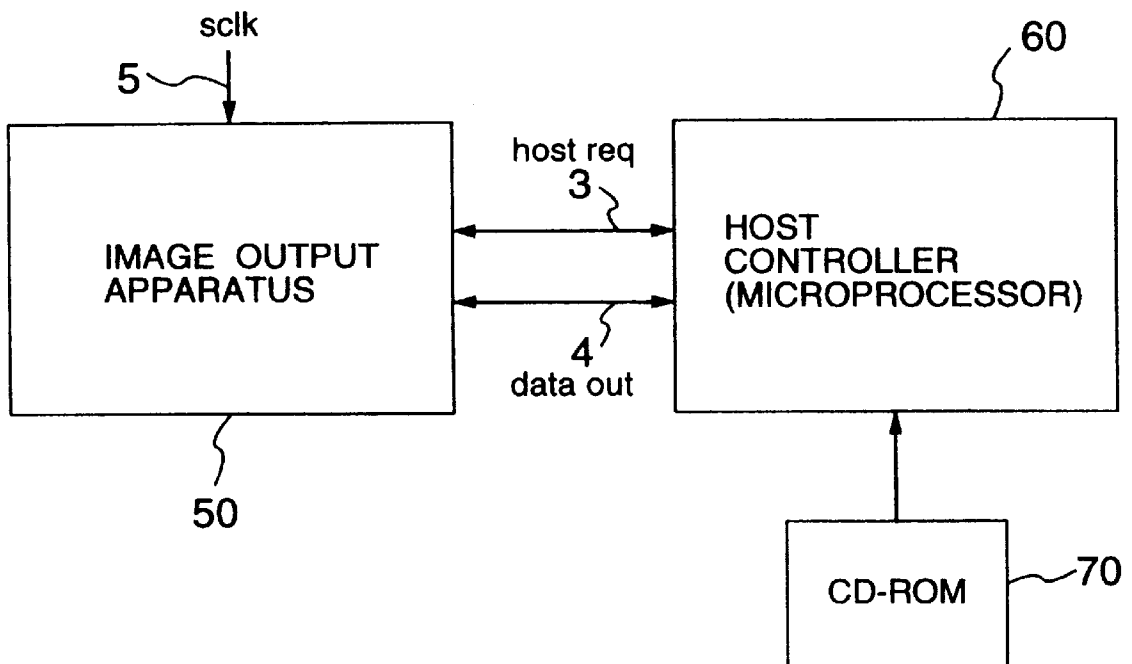 sclk
5
60
host req
3
IMAGE OUTPUT
APPARATUS
HOST
CONTROLLER
(MICROPROCESSOR)
4
data out
50
CD-ROM
70